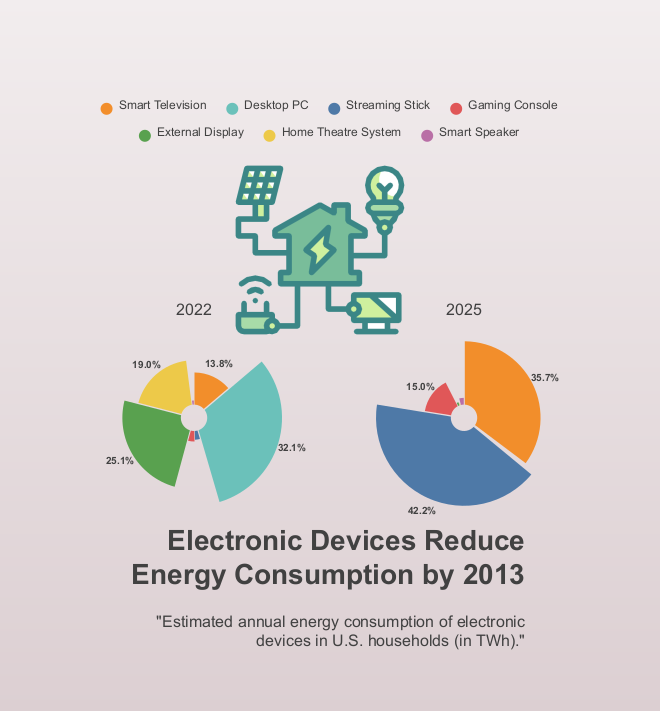 Smart Television
Desktop PC
Streaming Stick
Gaming Console
External Display
Home Theatre System
Smart Speaker
2022
2025
19.0%
13.8%
32.1%
25.1%
35.7%
15.0%
42.2%
Electronic Devices Reduce
Energy Consumption by 2013
"Estimated annual energy consumption of electronic
devices in U.S. households (in TWh)."